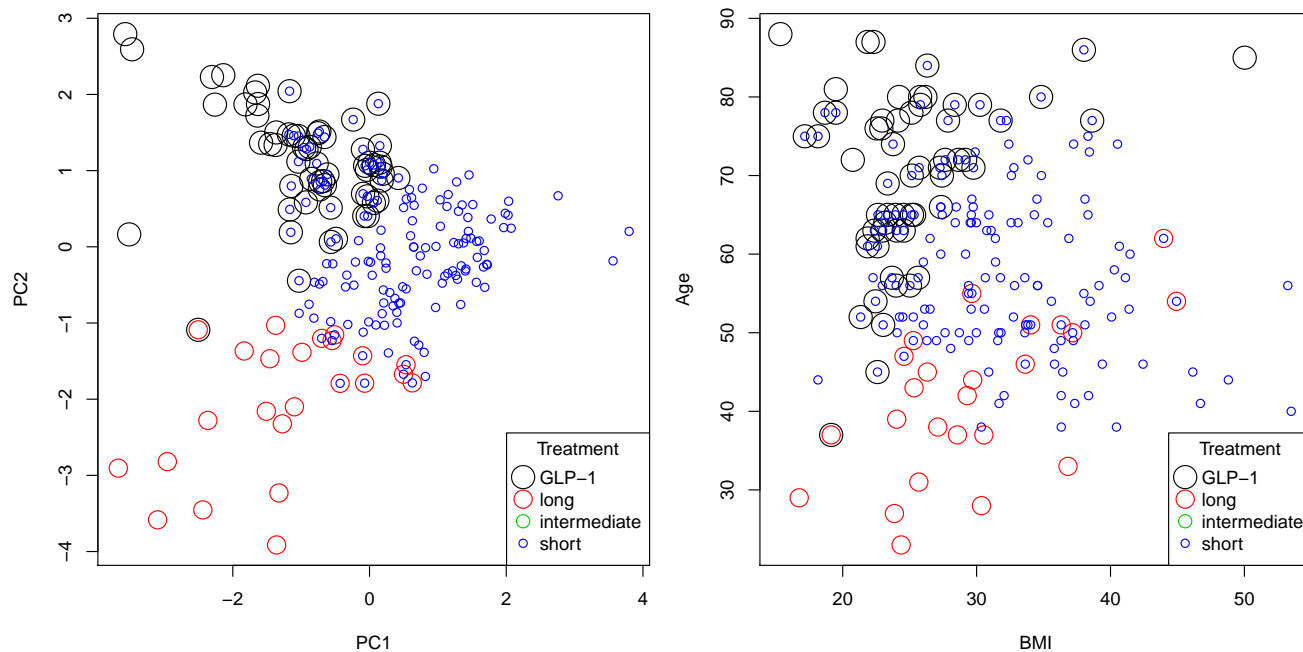 3
2
1
0
−1
−2
−3
−4
PC2
−2
0
2
4
PC1
Treatment
GLP−1
long
intermediate
short
90
80
70
60
50
40
30
Age
20
30
40
50
BMI
Treatment
GLP−1
long
intermediate
short